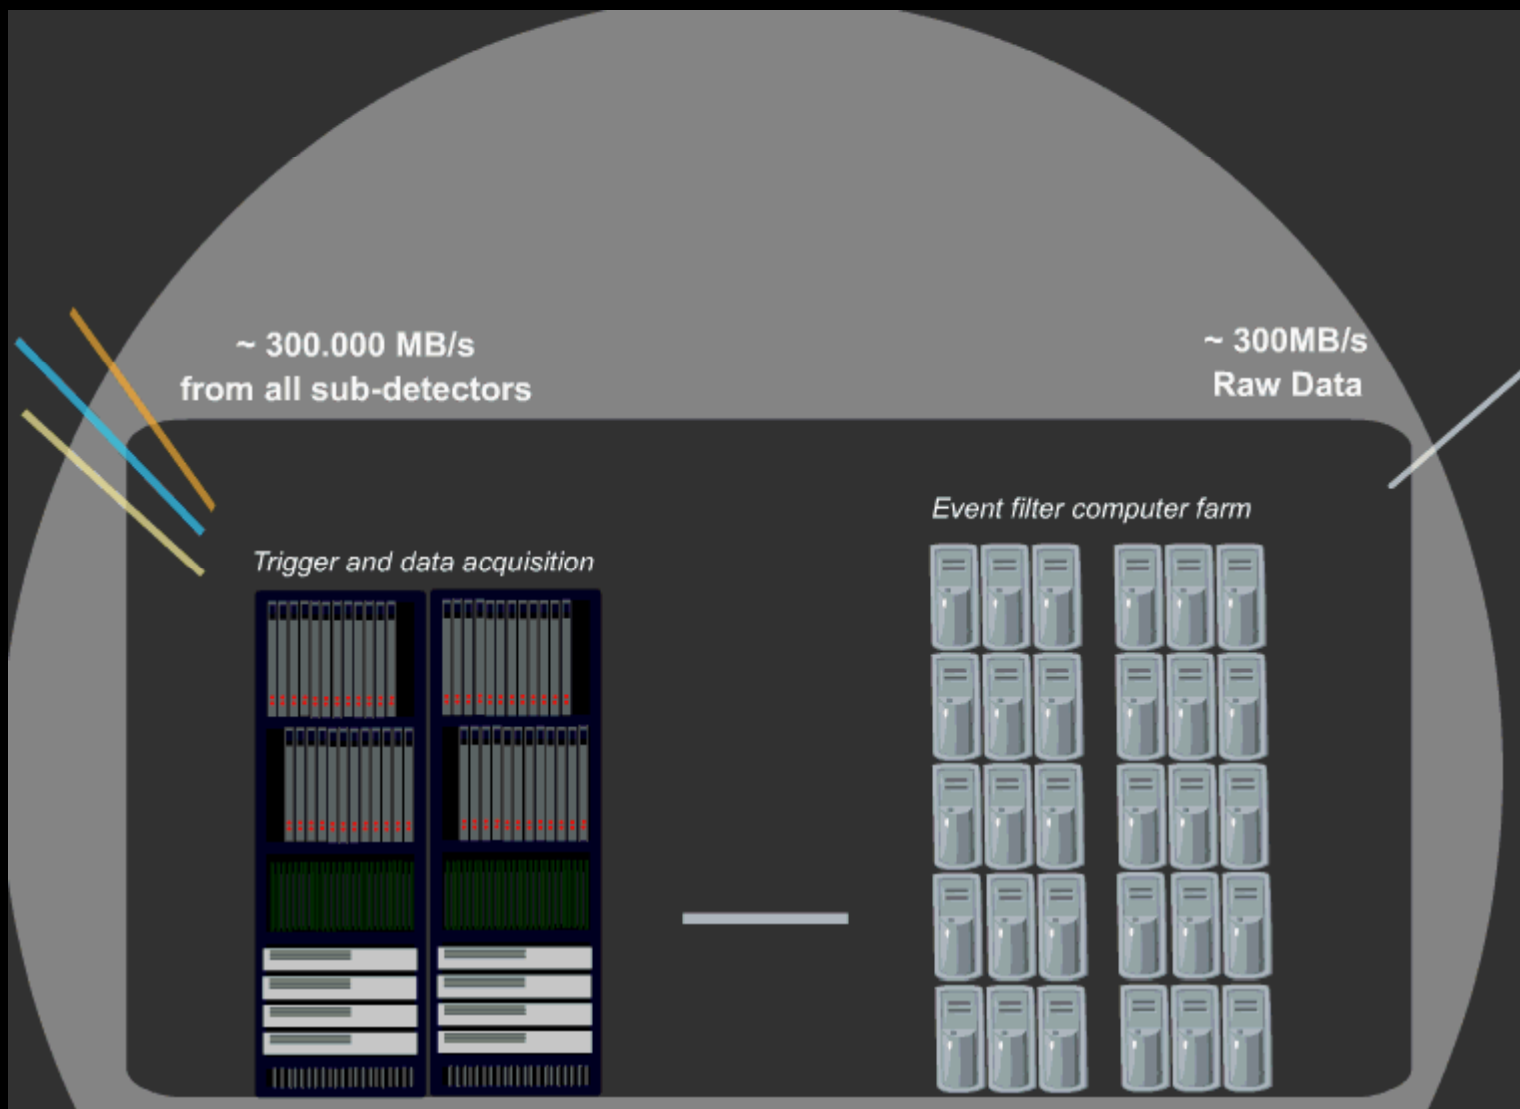 ~ 300.000 MB/s
from all sub-detectors
~ 300MB/s
Raw Data
Event filter computer farm
Trigger and data acquisition